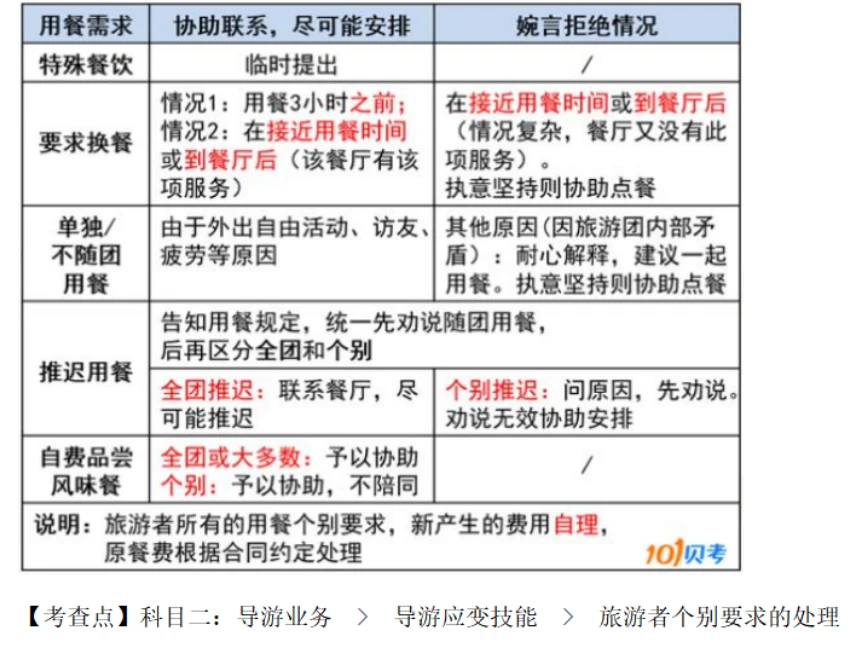 用餐需求
协助联系，尽可能安排
婉言拒绝情况
特殊餐饮
临时提出
/
要求换餐
情况1：用餐3小时之前；
情况2：在接近用餐时间
或到餐厅后（该餐厅有该
项服务）
在接近用餐时间或到餐厅后
（情况复杂，餐厅又没有此
项服务）。
执意坚持则协助点餐
单独/
不随团
用餐
由于外出自由活动、访友、
疲劳等原因
其他原因(因旅游团内部矛
盾）：耐心解释，建议一起
用餐。执意坚持则协助点餐
推迟用餐
告知用餐规定，统一先劝说随团用餐，
后再区分全团和个别
全团推迟：联系餐厅，尽
可能推迟
个别推迟：问原因，先劝说。
劝说无效协助安排
自费品尝
风味餐
全团或大多数：予以协助
个别：予以协助，不陪同
/
说明：旅游者所有的用餐个别要求，新产生的费用自理，
原餐费根据合同约定处理
101贝考
【考查点】科目二：导游业务 > 导游应变技能 > 旅游者个别要求的处理